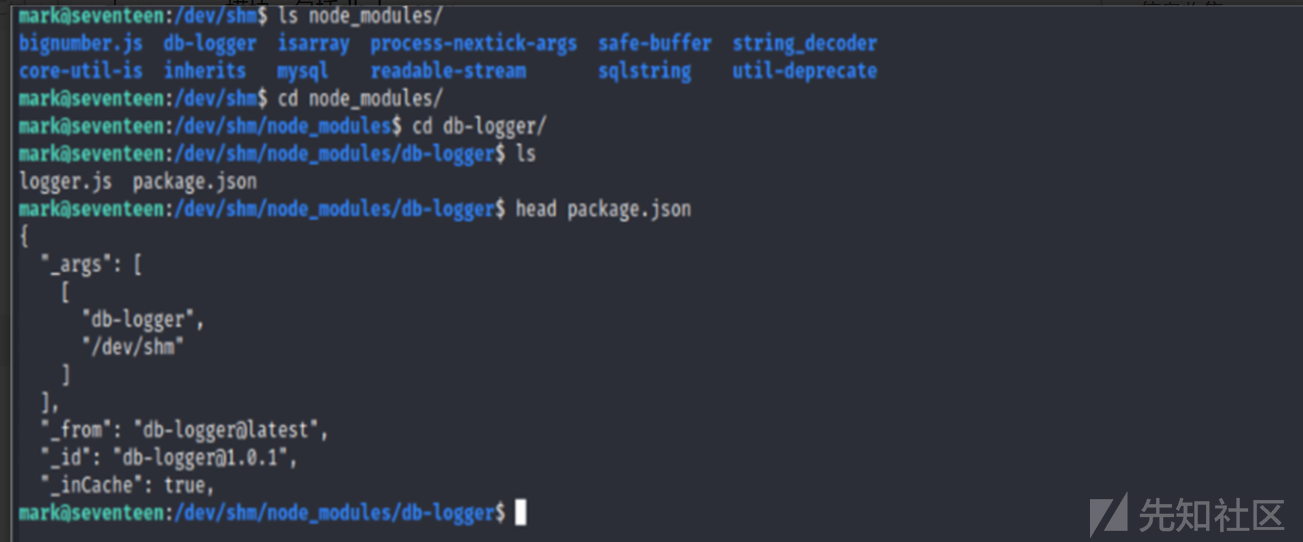 mark@seventeen:/dev/shm$ ls node_modules/
bignumber.js  db-logger  isarray  process-nextick-args  safe-buffer  string_decoder
core-util-is  inherits  mysql  readable-stream  sqlstring  util-deprecate
mark@seventeen:/dev/shm$ cd node_modules/
mark@seventeen:/dev/shm/node_modules$ cd db-logger/
mark@seventeen:/dev/shm/node_modules/db-logger$ ls
logger.js  package.json
mark@seventeen:/dev/shm/node_modules/db-logger$ head package.json
{
  "_args": [
    [
      "db-logger",
      "/dev/shm"
    ]
  ],
  "_from": "db-logger@latest",
  "_id": "db-logger@1.0.1",
  "_inCache": true,
mark@seventeen:/dev/shm/node_modules/db-logger$
先知社区